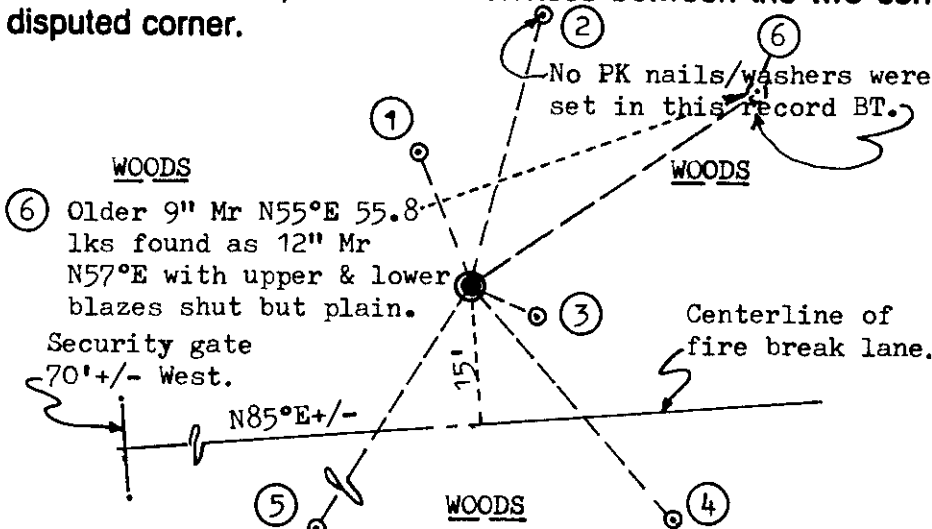 disputed corner.
2
6
No PK nails/washers were
set in this record BT.
1
WOODS
WOODS
6 Older 9" Mr N55°E 55.8
lks found as 12" Mr
N57°E with upper & lower
blazes shut but plain.
3
Security gate
70'+/- West.
Centerline of
fire break lane.
15'
N85°E+/-
5
WOODS
4